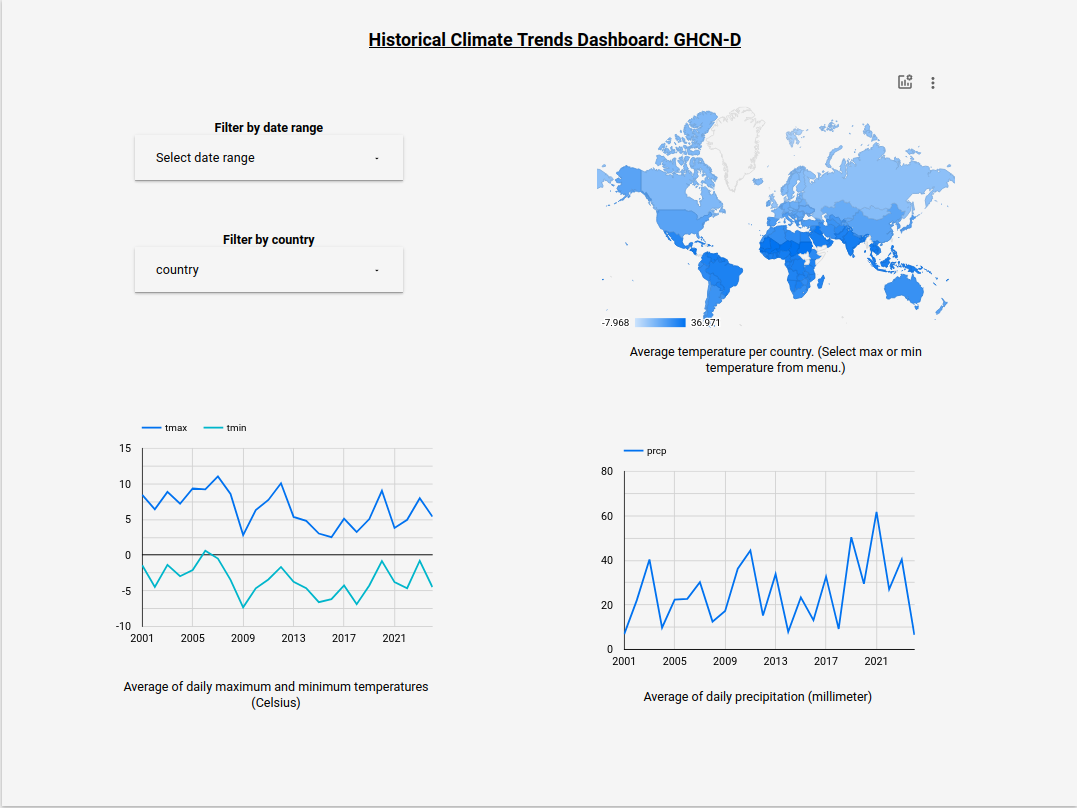 Historical Climate Trends Dashboard: GHCN-D
Filter by date range
Select date range
Filter by country
country
-7.968
36.971
Average temperature per country. (Select max or min
temperature from menu.)
tmax tmin
15
10
5
0
-5
-10
2001 2005 2009 2013 2017 2021
Average of daily maximum and minimum temperatures
(Celsius)
prcp
80
60
40
20
0
2001 2005 2009 2013 2017 2021
Average of daily precipitation (millimeter)